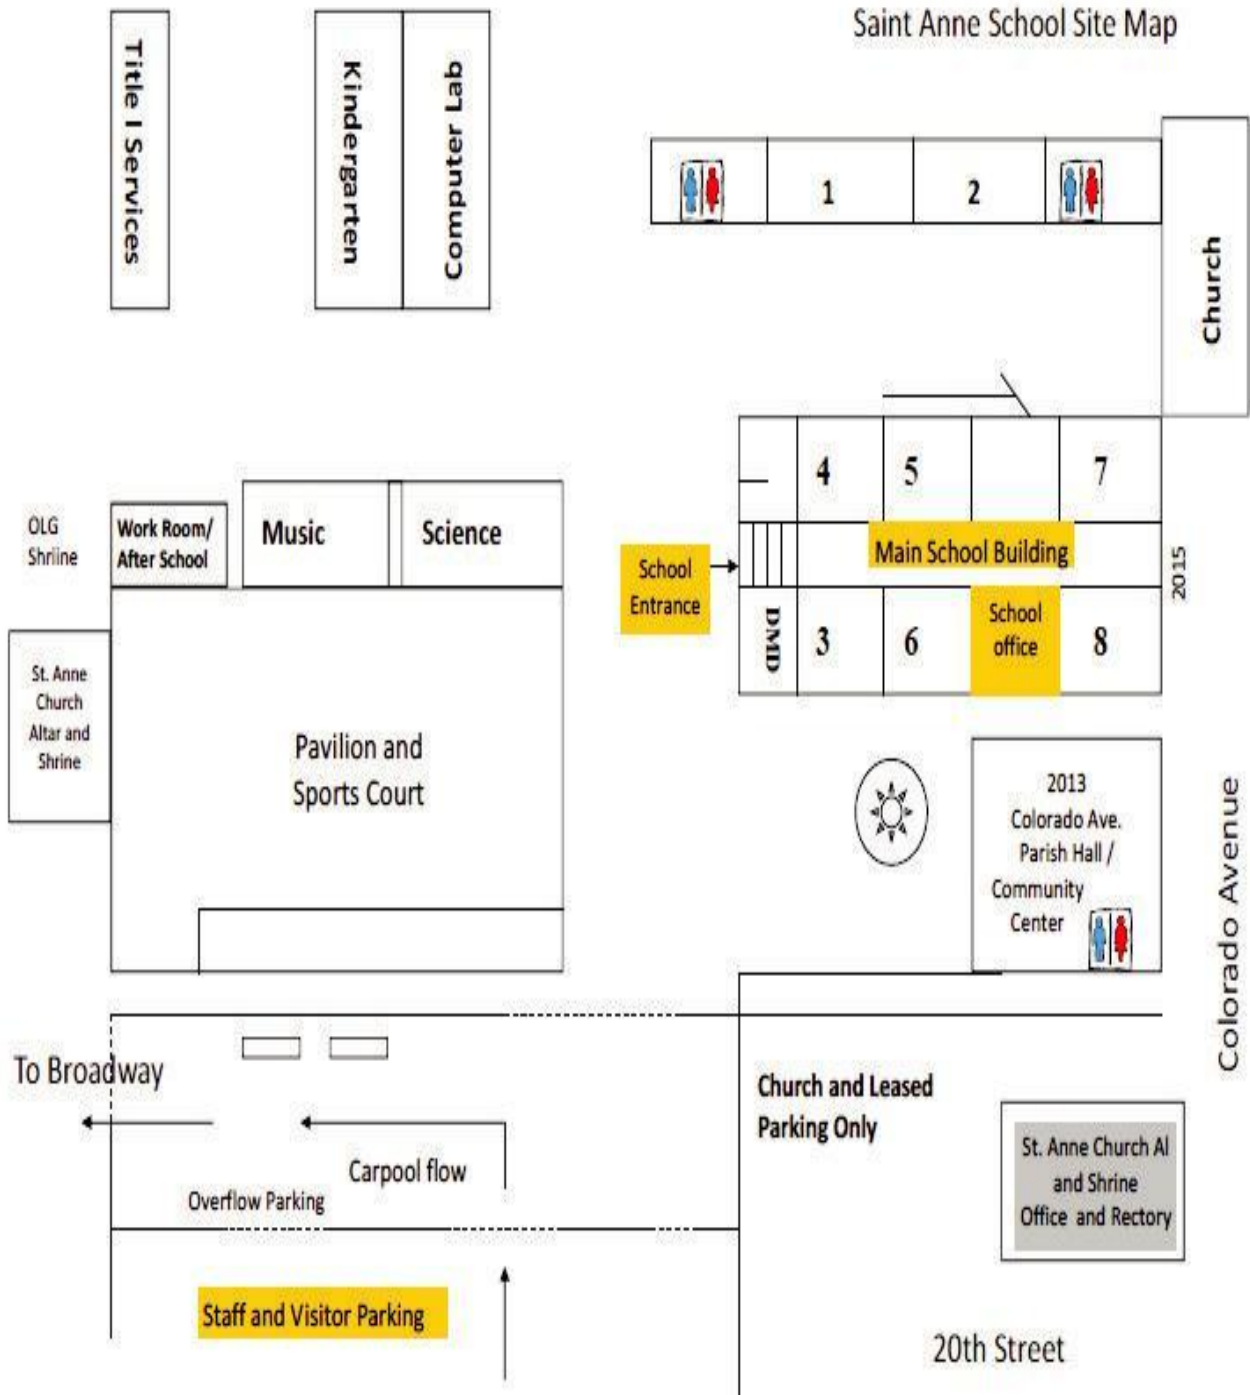 Saint Anne School Site Map
Title I Services
Kindergarten
Computer Lab
1
2
Church
4
5
7
OLG
Shriine
Work Room/
After School
Music
Science
School
Entrance
Main School Building
2015
DMD
3
6
School
office
8
St. Anne
Church
Altar and
Shrine
Pavilion and
Sports Court
2013
Colorado Ave.
Parish Hall /
Community
Center
Colorado Avenue
To Broadway
Carpool flow
Overflow Parking
Church and Leased
Parking Only
St. Anne Church Al
and Shrine
Office and Rectory
Staff and Visitor Parking
20th Street